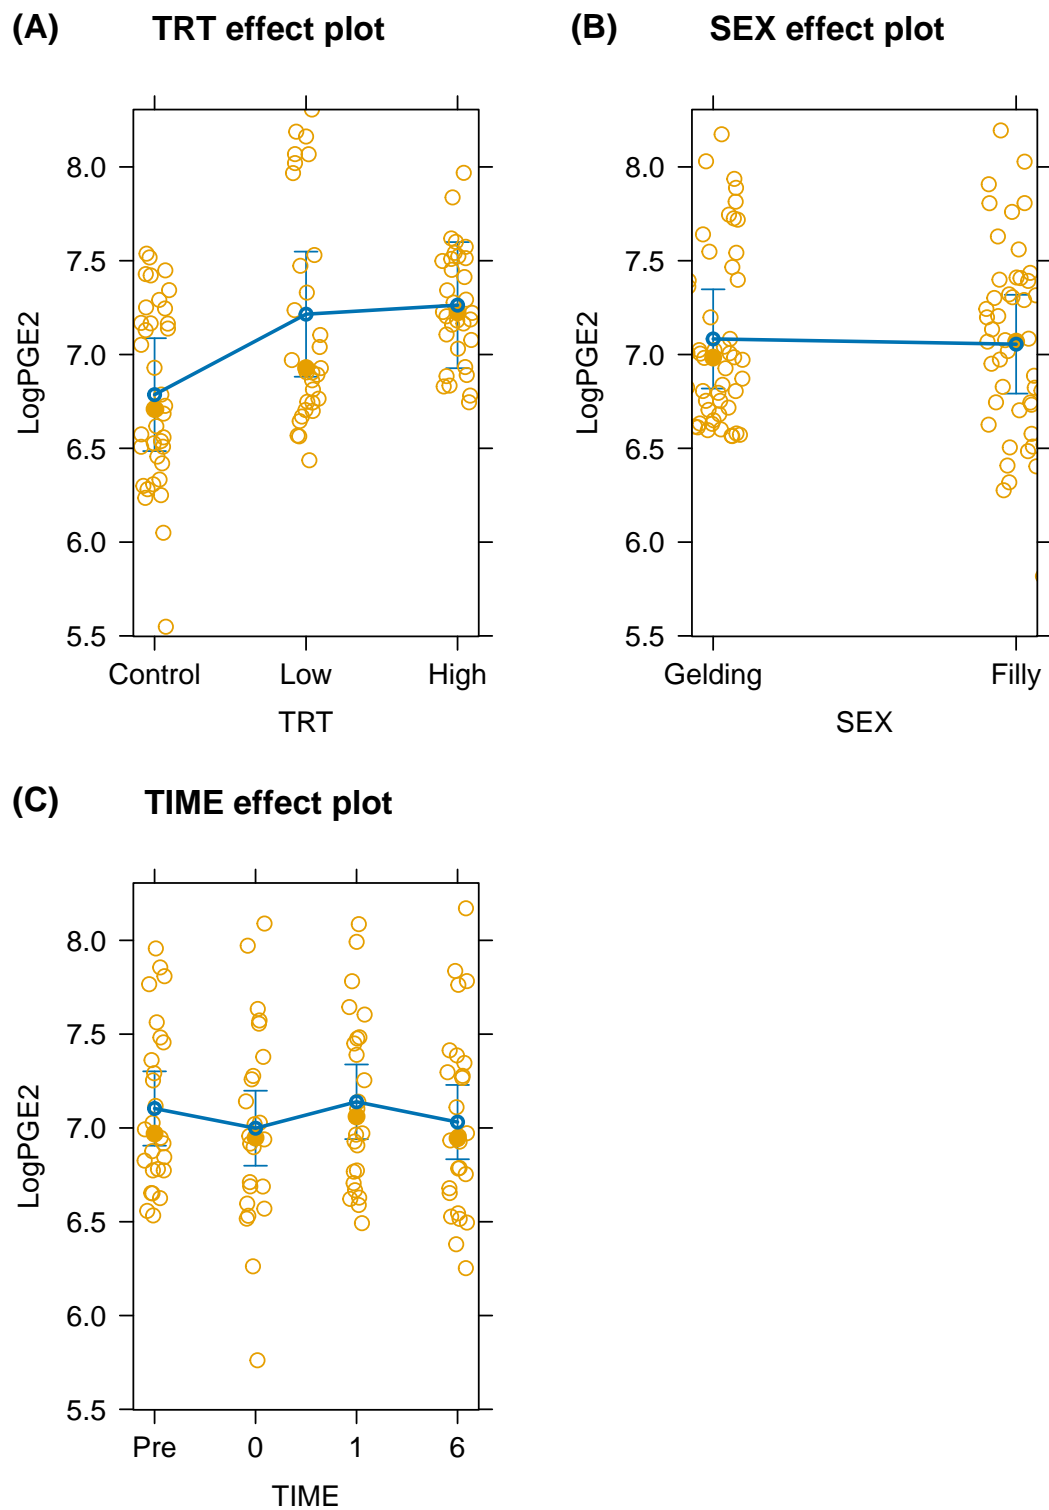 (A) TRT effect plot
LogPGE2
8.0
7.5
7.0
6.5
6.0
5.5
Control Low High
TRT
(B) SEX effect plot
LogPGE2
8.0
7.5
7.0
6.5
6.0
5.5
Gelding Filly
SEX
(C) TIME effect plot
LogPGE2
8.0
7.5
7.0
6.5
6.0
5.5
Pre 0 1 6
TIME